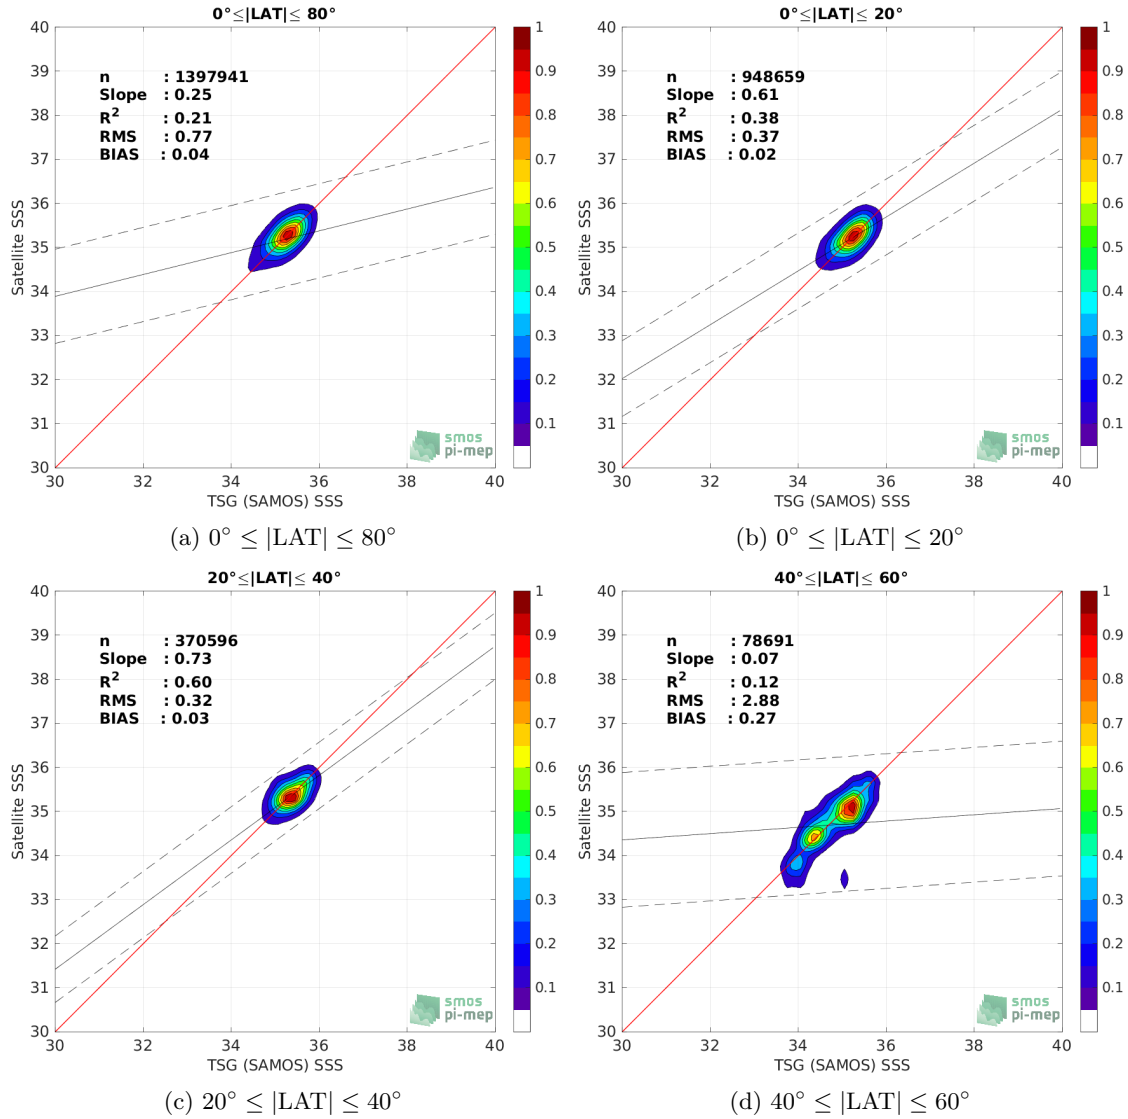 0°≤|LAT|≤ 80°
40
39
38
37
36
35
34
33
32
31
30
30 32 34 36 38 40
Satellite SSS
TSG (SAMOS) SSS
n : 1397941
Slope : 0.25
R² : 0.21
RMS : 0.77
BIAS : 0.04
smos
pi-mep
1
0.9
0.8
0.7
0.6
0.5
0.4
0.3
0.2
0.1
(a) 0° ≤ |LAT| ≤ 80°
0°≤|LAT|≤ 20°
40
39
38
37
36
35
34
33
32
31
30
30 32 34 36 38 40
Satellite SSS
TSG (SAMOS) SSS
n : 948659
Slope : 0.61
R² : 0.38
RMS : 0.37
BIAS : 0.02
smos
pi-mep
1
0.9
0.8
0.7
0.6
0.5
0.4
0.3
0.2
0.1
(b) 0° ≤ |LAT| ≤ 20°
20°≤|LAT|≤ 40°
40
39
38
37
36
35
34
33
32
31
30
30 32 34 36 38 40
Satellite SSS
TSG (SAMOS) SSS
n : 370596
Slope : 0.73
R² : 0.60
RMS : 0.32
BIAS : 0.03
smos
pi-mep
1
0.9
0.8
0.7
0.6
0.5
0.4
0.3
0.2
0.1
(c) 20° ≤ |LAT| ≤ 40°
40°≤|LAT|≤ 60°
40
39
38
37
36
35
34
33
32
31
30
30 32 34 36 38 40
Satellite SSS
TSG (SAMOS) SSS
n : 78691
Slope : 0.07
R² : 0.12
RMS : 2.88
BIAS : 0.27
smos
pi-mep
1
0.9
0.8
0.7
0.6
0.5
0.4
0.3
0.2
0.1
(d) 40° ≤ |LAT| ≤ 60°